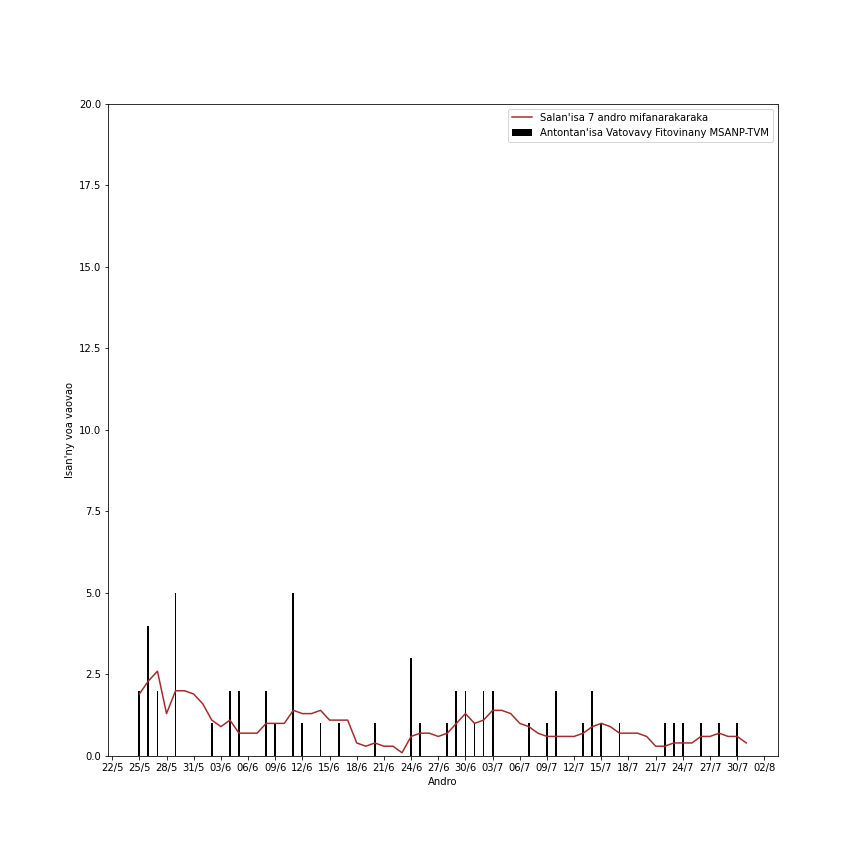 20.0
17.5
15.0
12.5
10.0
7.5
5.0
2.5
0.0
Isan'ny voa vaovao
Salan'isa 7 andro mifanarakaraka
Antontan'isa Vatovavy Fitovinany MSANP-TVM
22/5 25/5 28/5 31/5 03/6 06/6 09/6 12/6 15/6 18/6 21/6 24/6 27/6 30/6 03/7 06/7 09/7 12/7 15/7 18/7 21/7 24/7 27/7 30/7 02/8
Andro